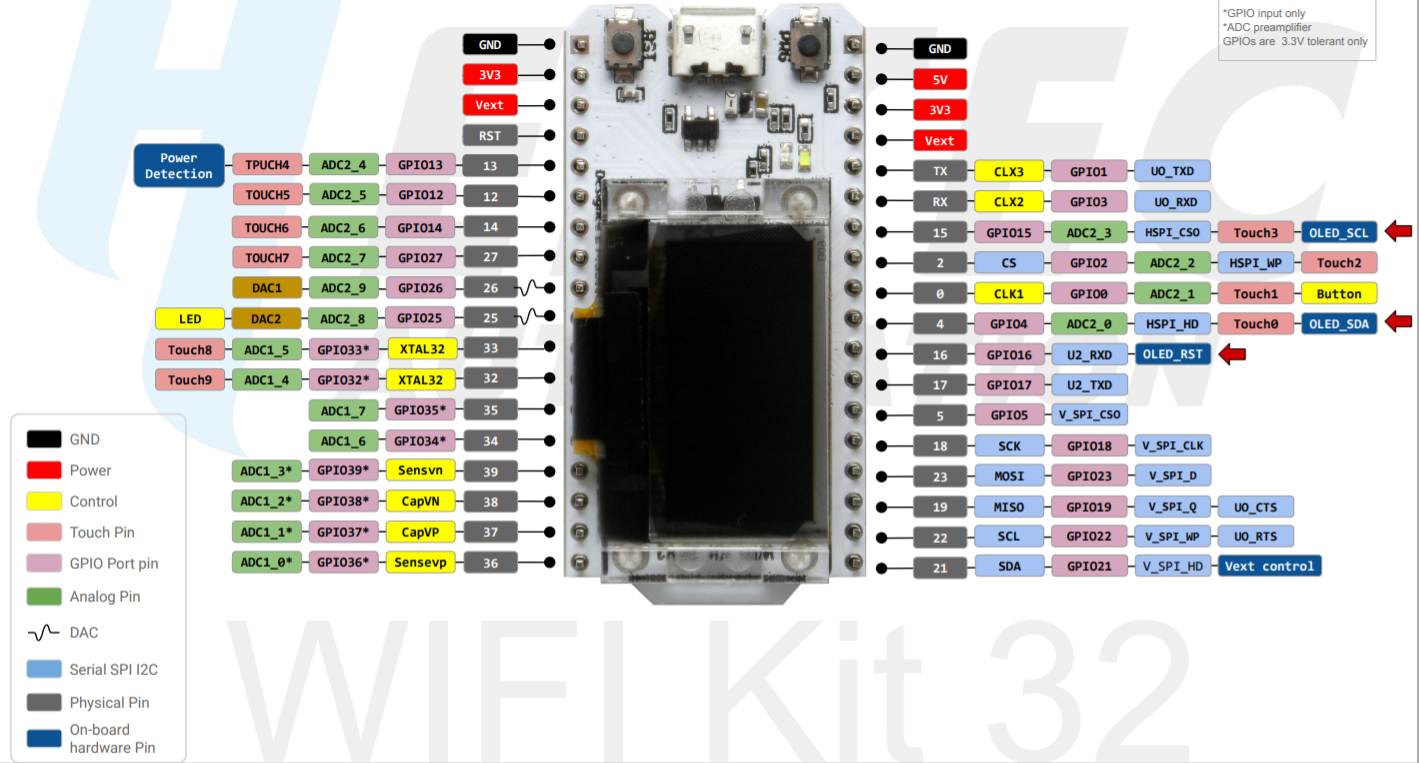 *GPIO input only
*ADC preamplifier
GPIOs are 3.3V tolerant only
GND
3V3
Vext
RST
Power Detection TPUCH4 ADC2_4 GPIO13 13
TOUCH5 ADC2_5 GPIO12 12
TOUCH6 ADC2_6 GPIO14 14
TOUCH7 ADC2_7 GPIO27 27
DAC1 ADC2_9 GPIO26 26
LED DAC2 ADC2_8 GPIO25 25
Touch8 ADC1_5 GPIO33* XTAL32 33
Touch9 ADC1_4 GPIO32* XTAL32 32
ADC1_7 GPIO35* 35
ADC1_6 GPIO34* 34
ADC1_3* GPIO39* Sensvn 39
ADC1_2* GPIO38* CapVN 38
ADC1_1* GPIO37* CapVP 37
ADC1_0* GPIO36* Sensevp 36
GND
5V
3V3
Vext
TX CLX3 GPIO1 UO_TXD
RX CLX2 GPIO3 UO_RXD
15 GPIO15 ADC2_3 HSPI_CSO Touch3 OLED_SCL
2 CS GPIO2 ADC2_2 HSPI_WP Touch2
0 CLK1 GPIO0 ADC2_1 Touch1 Button
4 GPIO4 ADC2_0 HSPI_HD Touch0 OLED_SDA
16 GPIO16 U2_RXD OLED_RST
17 GPIO17 U2_TXD
5 GPIO5 V_SPI_CSO
18 SCK GPIO18 V_SPI_CLK
23 MOSI GPIO23 V_SPI_D
19 MISO GPIO19 V_SPI_Q UO_CTS
22 SCL GPIO22 V_SPI_WP UO_RTS
21 SDA GPIO21 V_SPI_HD Vext control
GND
Power
Control
Touch Pin
GPIO Port pin
Analog Pin
DAC
Serial SPI I2C
Physical Pin
On-board
hardware Pin
WIFI Kit 32